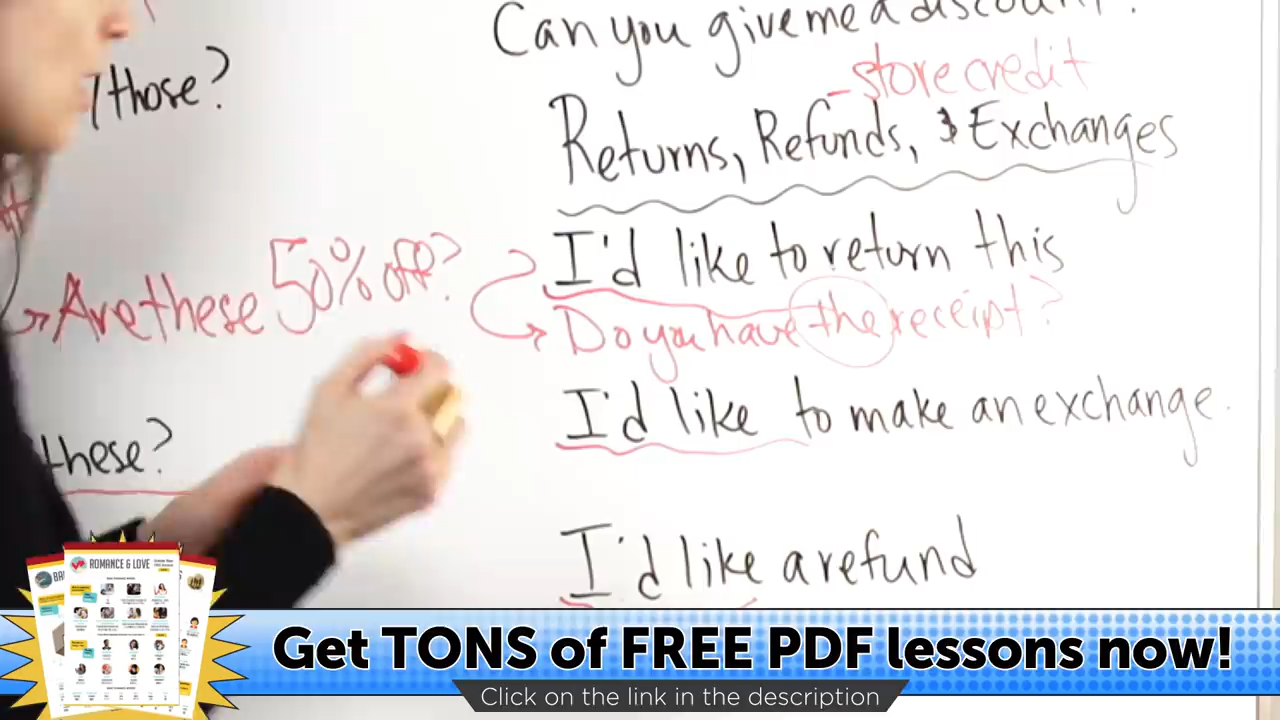 Can you give me a discount?
- store credit
Returns, Refunds, & Exchanges
those?
I'd like to return this
Are these 50% off?
Do you have the receipt?
I'd like to make an exchange.
these?
I'd like a refund
ROMANCE & LOVE
Get TONS of FREE PDF lessons now!
Click on the link in the description